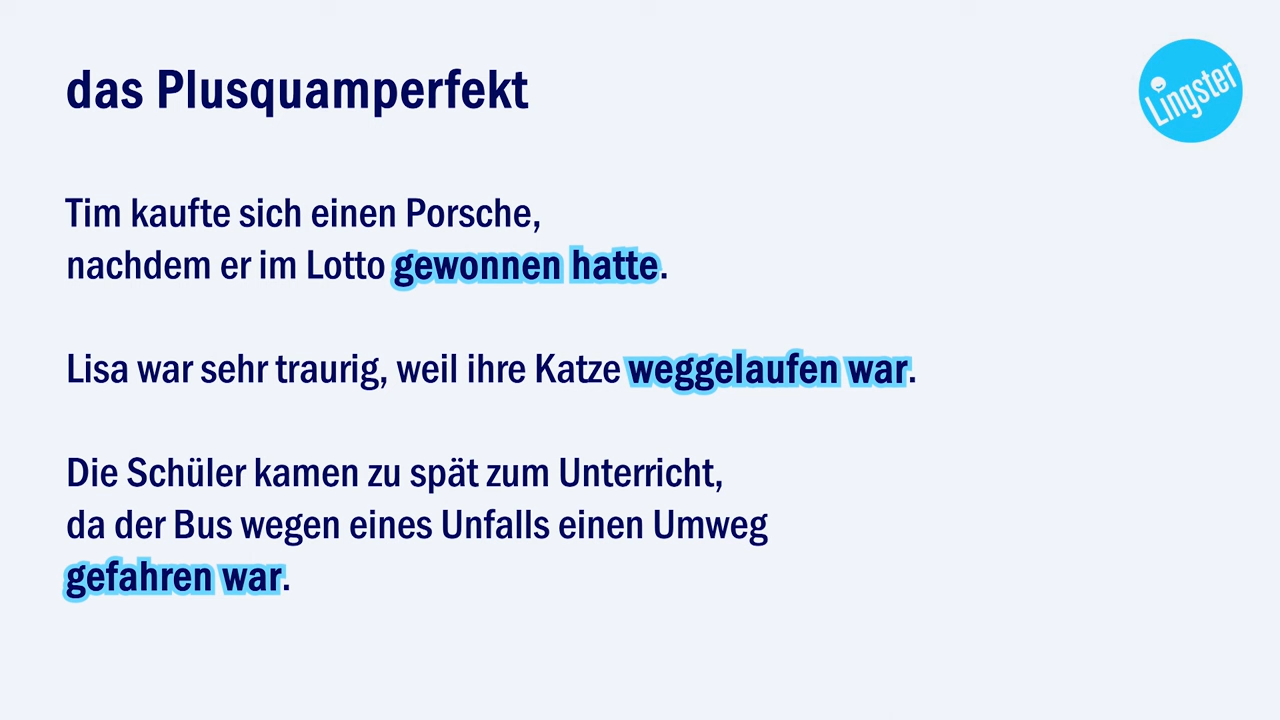 das Plusquamperfekt
Lingster
Tim kaufte sich einen Porsche,
nachdem er im Lotto gewonnen hatte.
Lisa war sehr traurig, weil ihre Katze weggelaufen war.
Die Schüler kamen zu spät zum Unterricht,
da der Bus wegen eines Unfalls einen Umweg
gefahren war.